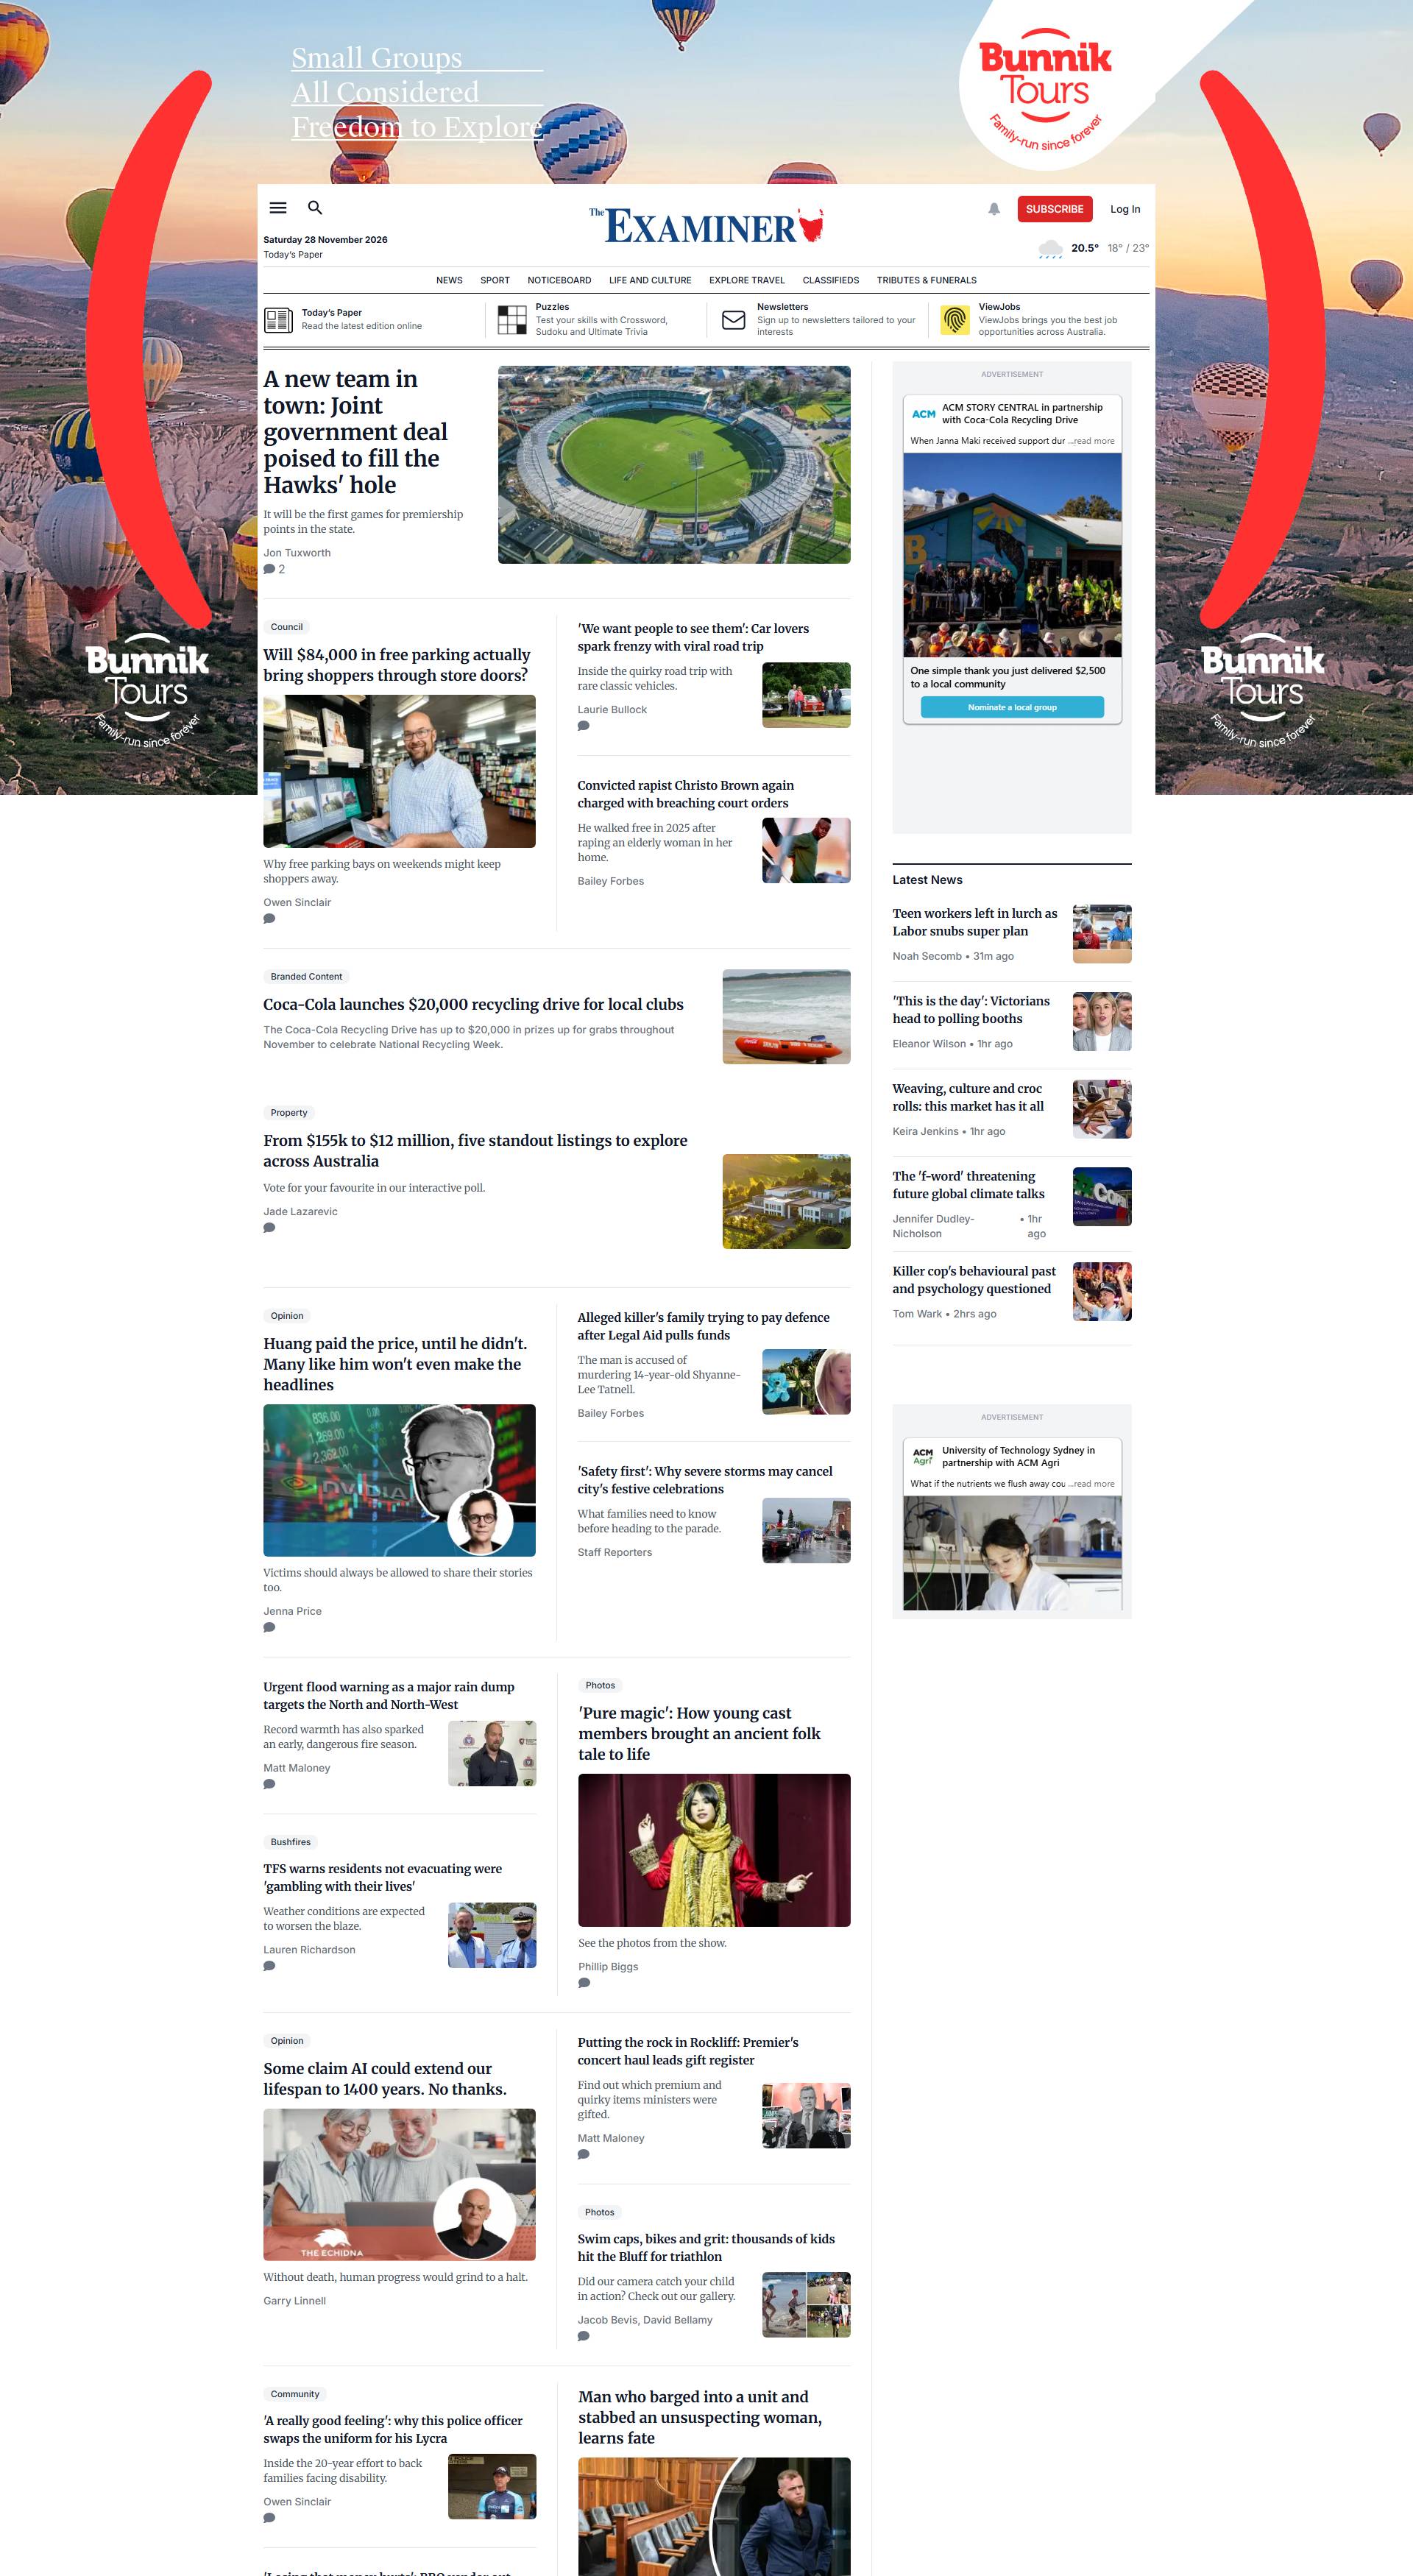 Small Groups
All Considered
Freedom to Explore
Bunnik
Tours
Family-run since forever
The EXAMINER
SUBSCRIBE
Log In
Saturday 28 November 2026
Today's Paper
20.5° 18° / 23°
NEWS SPORT NOTICEBOARD LIFE AND CULTURE EXPLORE TRAVEL CLASSIFIEDS TRIBUTES & FUNERALS
Today's Paper
Read the latest edition online
Puzzles
Test your skills with Crossword,
Sudoku and Ultimate Trivia
Newsletters
Sign up to newsletters tailored to your
interests
ViewJobs
ViewJobs brings you the best job
opportunities across Australia.
A new team in
town: Joint
government deal
poised to fill the
Hawks' hole
It will be the first games for premiership
points in the state.
Jon Tuxworth
2
Council
Will $84,000 in free parking actually
bring shoppers through store doors?
Why free parking bays on weekends might keep
shoppers away.
Owen Sinclair
'We want people to see them': Car lovers
spark frenzy with viral road trip
Inside the quirky road trip with
rare classic vehicles.
Laurie Bullock
Convicted rapist Christo Brown again
charged with breaching court orders
He walked free in 2025 after
raping an elderly woman in her
home.
Bailey Forbes
Branded Content
Coca-Cola launches $20,000 recycling drive for local clubs
The Coca-Cola Recycling Drive has up to $20,000 in prizes up for grabs throughout
November to celebrate National Recycling Week.
Property
From $155k to $12 million, five standout listings to explore
across Australia
Vote for your favourite in our interactive poll.
Jade Lazarevic
Opinion
Huang paid the price, until he didn't.
Many like him won't even make the
headlines
836.00
1,269.00
2,368.00
NVIDIA
Victims should always be allowed to share their stories
too.
Jenna Price
Alleged killer's family trying to pay defence
after Legal Aid pulls funds
The man is accused of
murdering 14-year-old Shyanne-
Lee Tatnell.
Bailey Forbes
'Safety first': Why severe storms may cancel
city's festive celebrations
What families need to know
before heading to the parade.
Staff Reporters
Urgent flood warning as a major rain dump
targets the North and North-West
Record warmth has also sparked
an early, dangerous fire season.
Matt Maloney
Bushfires
TFS warns residents not evacuating were
'gambling with their lives'
Weather conditions are expected
to worsen the blaze.
Lauren Richardson
Photos
'Pure magic': How young cast
members brought an ancient folk
tale to life
See the photos from the show.
Phillip Biggs
Opinion
Some claim AI could extend our
lifespan to 1400 years. No thanks.
THE ECHIDNA
Without death, human progress would grind to a halt.
Garry Linnell
Putting the rock in Rockliff: Premier's
concert haul leads gift register
Find out which premium and
quirky items ministers were
gifted.
Matt Maloney
Photos
Swim caps, bikes and grit: thousands of kids
hit the Bluff for triathlon
Did our camera catch your child
in action? Check out our gallery.
Jacob Bevis, David Bellamy
Community
'A really good feeling': why this police officer
swaps the uniform for his Lycra
Inside the 20-year effort to back
families facing disability.
Owen Sinclair
Man who barged into a unit and
stabbed an unsuspecting woman,
learns fate
ADVERTISEMENT
ACM
ACM STORY CENTRAL in partnership
with Coca-Cola Recycling Drive
When Janna Maki received support dur ...read more
One simple thank you just delivered $2,500
to a local community
Nominate a local group
Latest News
Teen workers left in lurch as
Labor snubs super plan
Noah Secomb • 31m ago
'This is the day': Victorians
head to polling booths
Eleanor Wilson • 1hr ago
Weaving, culture and croc
rolls: this market has it all
Keira Jenkins • 1hr ago
The 'f-word' threatening
future global climate talks
Jennifer Dudley-
Nicholson
• 1hr
ago
Killer cop's behavioural past
and psychology questioned
Tom Wark • 2hrs ago
ADVERTISEMENT
ACM
Agri
University of Technology Sydney in
partnership with ACM Agri
What if the nutrients we flush away cou ...read more
Bunnik
Tours
Family-run since forever
Bunnik
Tours
Family-run since forever